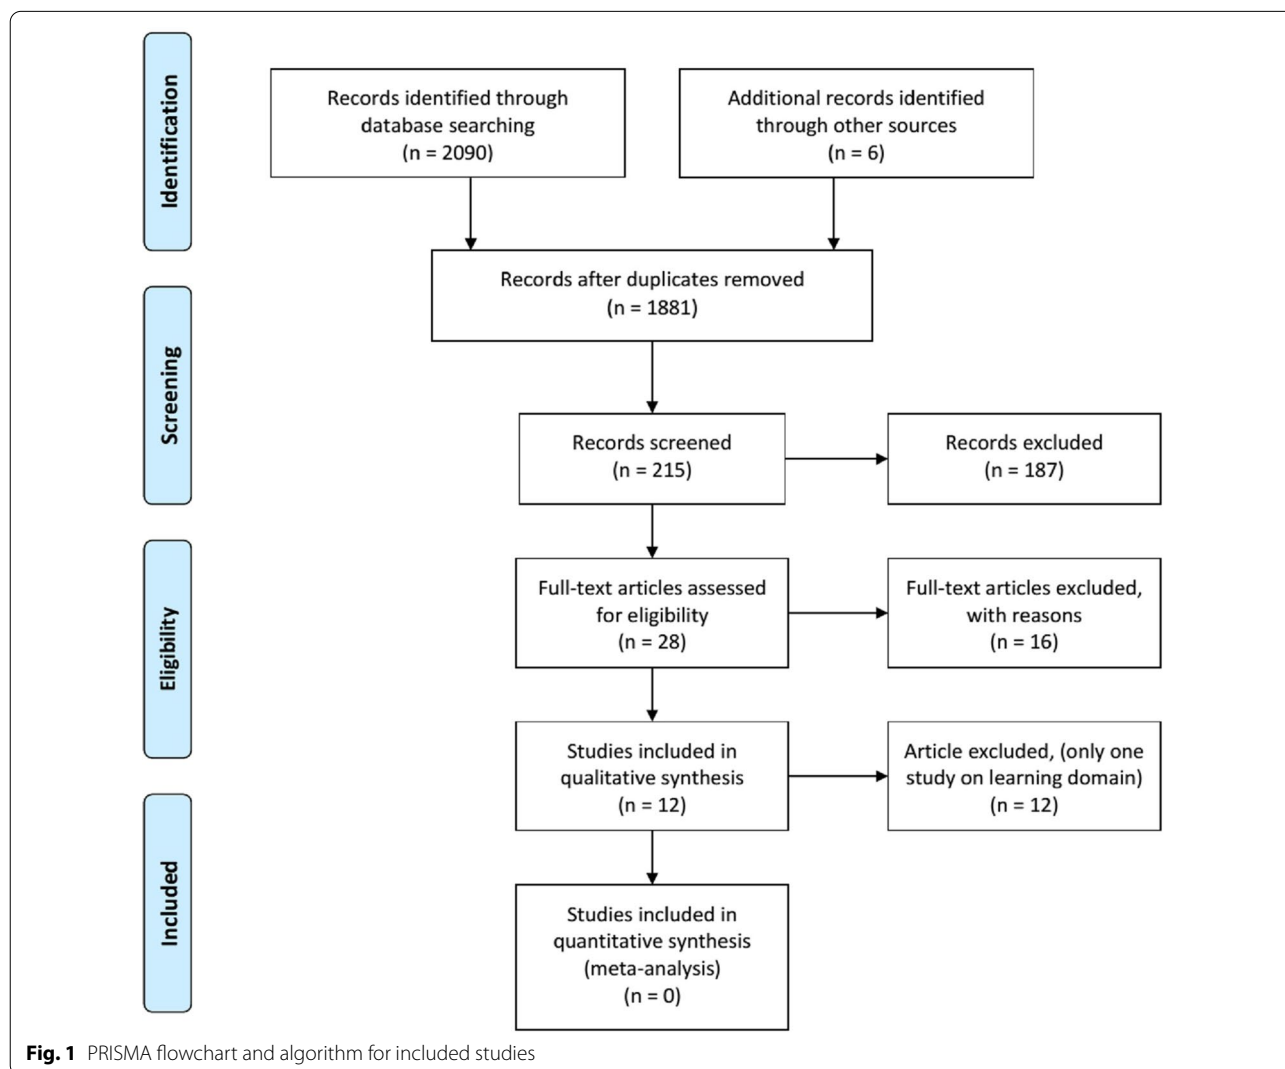 Identification
Records identified through
database searching
(n = 2090)
Additional records identified
through other sources
(n = 6)
Records after duplicates removed
(n = 1881)
Screening
Records screened
(n = 215)
Records excluded
(n = 187)
Eligibility
Full-text articles assessed
for eligibility
(n = 28)
Full-text articles excluded,
with reasons
(n = 16)
Studies included in
qualitative synthesis
(n = 12)
Article excluded, (only one
study on learning domain)
(n = 12)
Included
Studies included in
quantitative synthesis
(meta-analysis)
(n = 0)
Fig. 1 PRISMA flowchart and algorithm for included studies